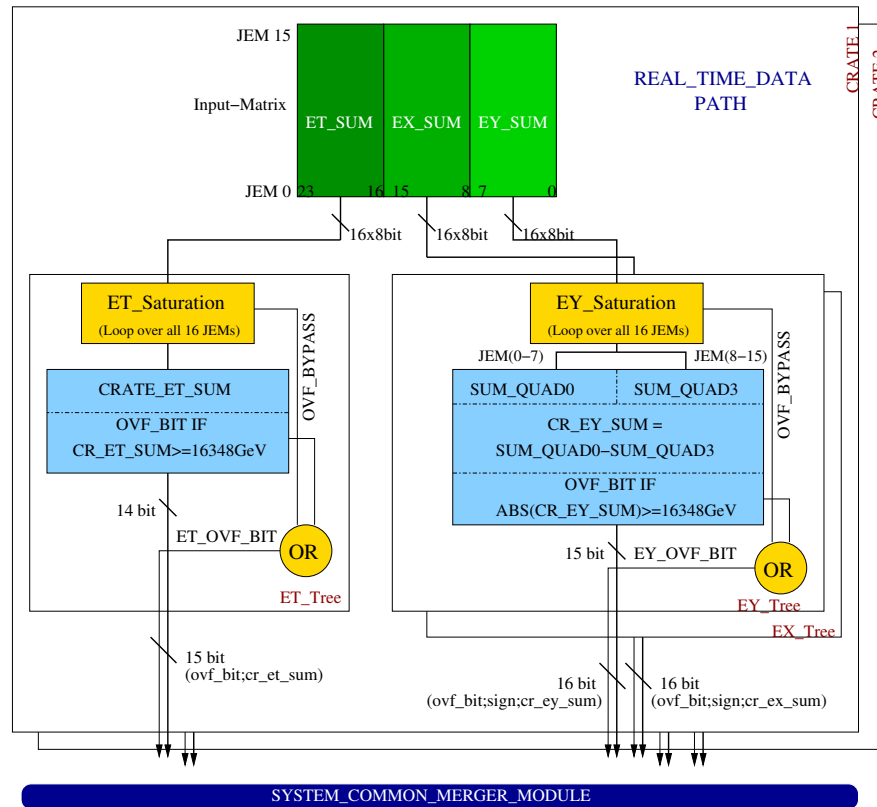 JEM 15
Input−Matrix
JEM 0
ET_SUM
EX_SUM
EY_SUM
23
16
15
8
7
0
REAL_TIME_DATA
PATH
CRATE 1
CRATE 2
16x8bit
16x8bit
16x8bit
ET_Saturation
(Loop over all 16 JEMs)
OVF_BYPASS
CRATE_ET_SUM
OVF_BIT IF
CR_ET_SUM>=16348GeV
14 bit
ET_OVF_BIT
OR
ET_Tree
15 bit
(ovf_bit;cr_et_sum)
EY_Saturation
(Loop over all 16 JEMs)
JEM(0−7)
JEM(8−15)
OVF_BYPASS
SUM_QUAD0
SUM_QUAD3
CR_EY_SUM =
SUM_QUAD0−SUM_QUAD3
OVF_BIT IF
ABS(CR_EY_SUM)>=16348GeV
15 bit
EY_OVF_BIT
OR
EY_Tree
EX_Tree
16 bit
(ovf_bit;sign;cr_ey_sum)
16 bit
(ovf_bit;sign;cr_ex_sum)
SYSTEM_COMMON_MERGER_MODULE